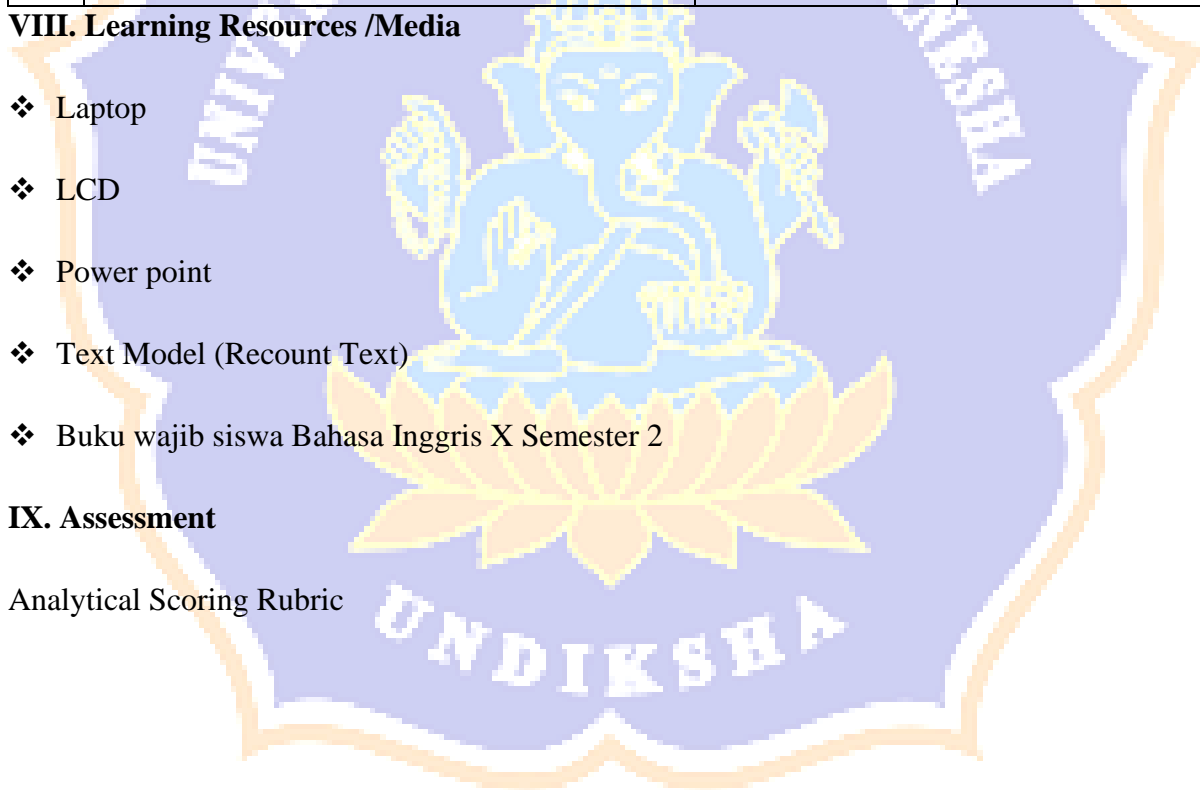 VIII. Learning Resources /Media
❖ Laptop
❖ LCD
❖ Power point
❖ Text Model (Recount Text)
❖ Buku wajib siswa Bahasa Inggris X Semester 2
IX. Assessment
Analytical Scoring Rubric
UNDIKSHA